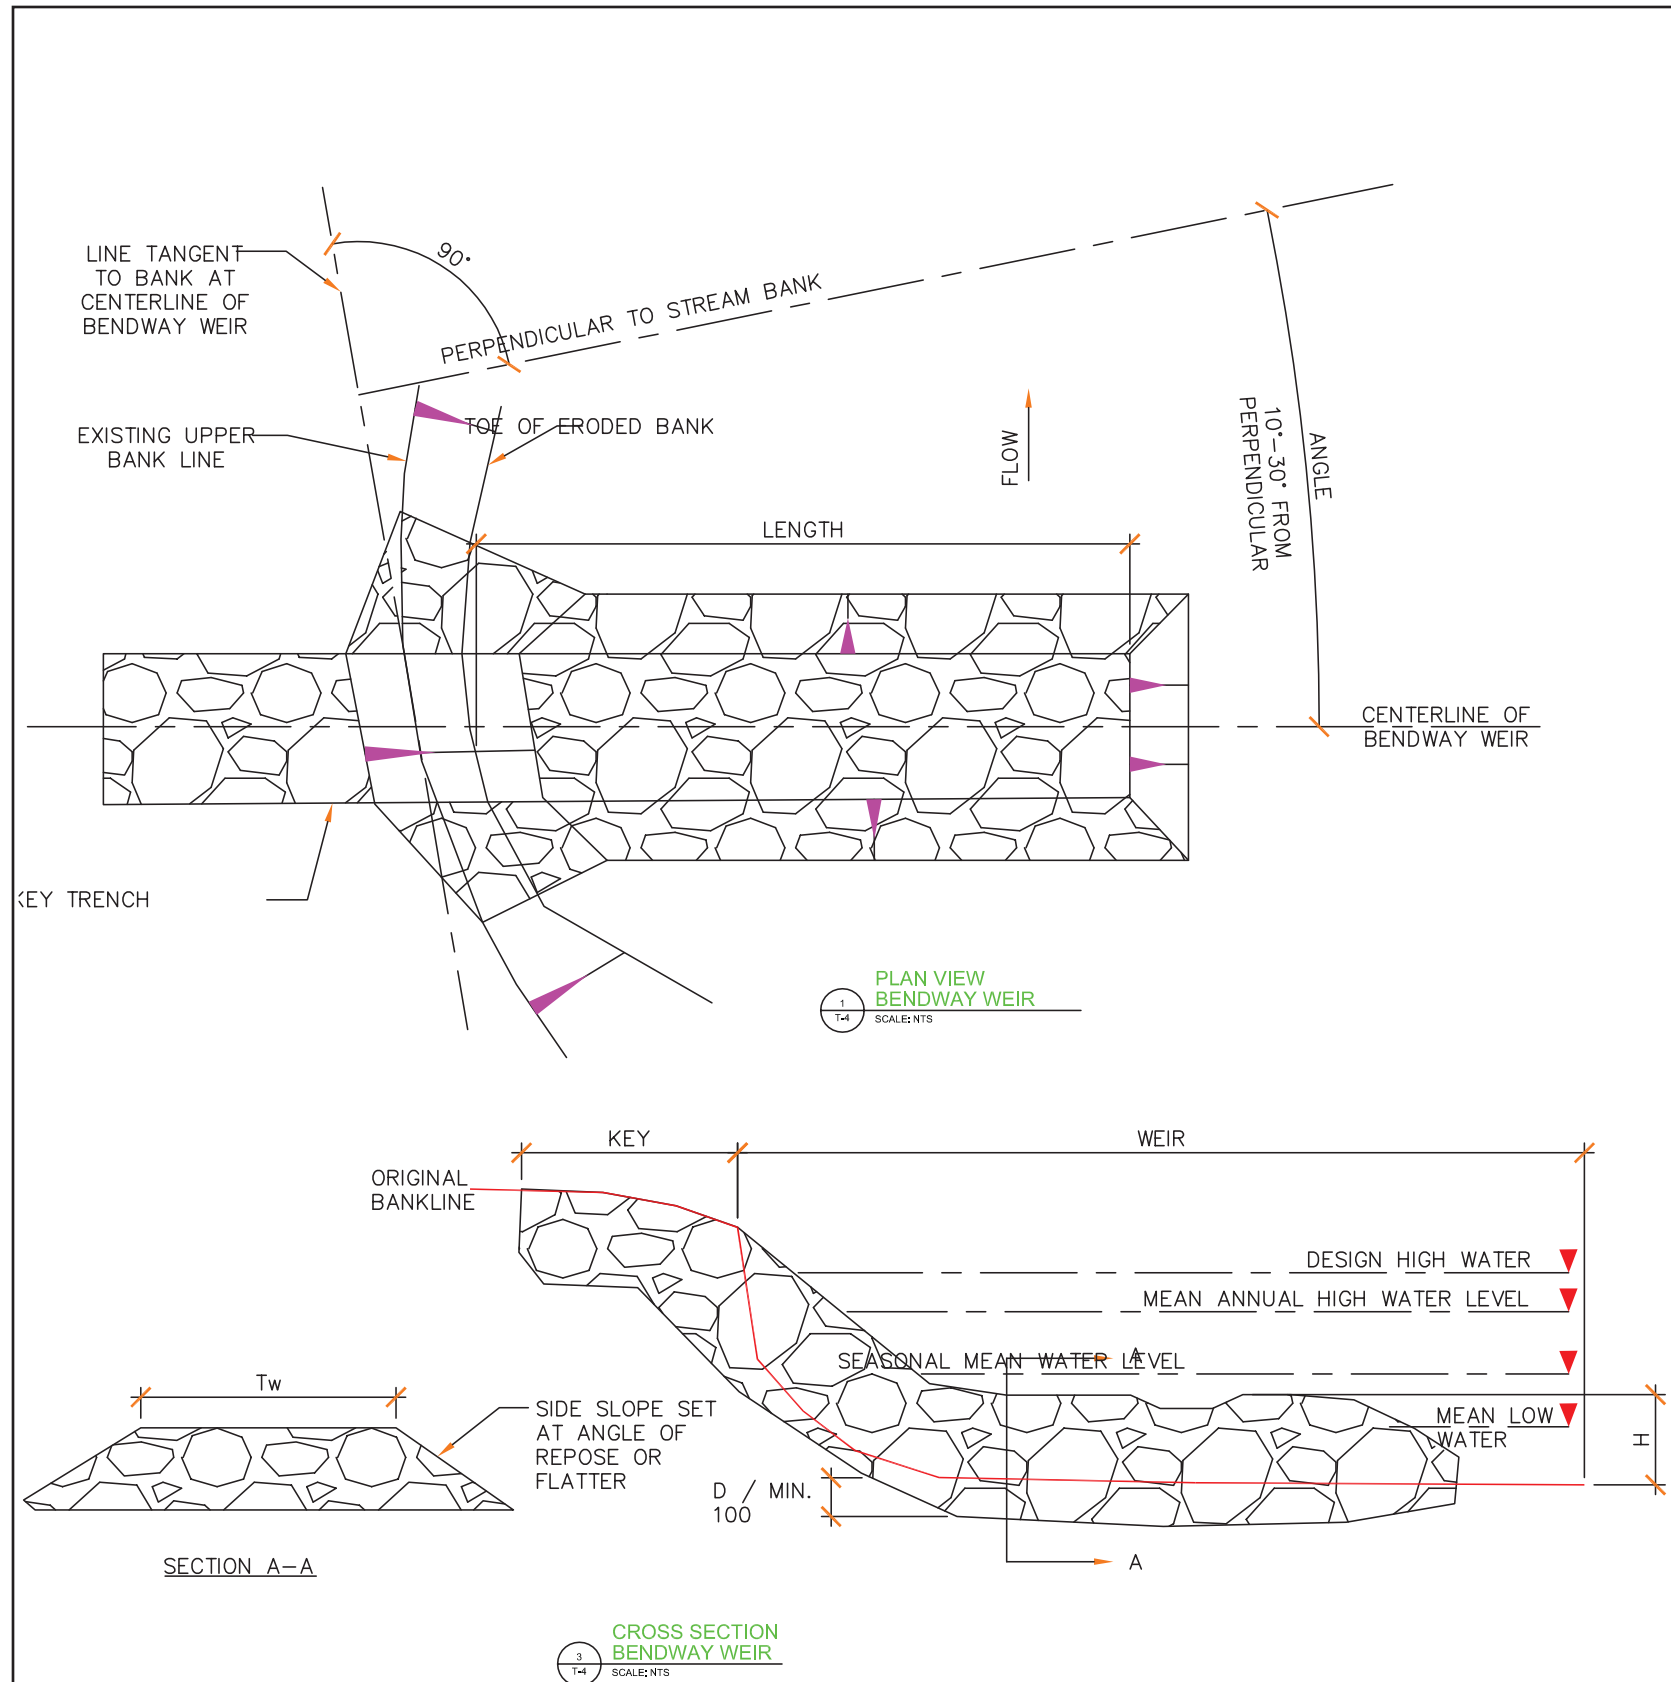 LINE TANGENT
TO BANK AT
CENTERLINE OF
BENDWAY WEIR
90°
PERPENDICULAR TO STREAM BANK
EXISTING UPPER
BANK LINE
TOE OF ERODED BANK
FLOW
ANGLE
10°-30° FROM
PERPENDICULAR
LENGTH
CENTERLINE OF
BENDWAY WEIR
KEY TRENCH
1
T-4
PLAN VIEW
BENDWAY WEIR
SCALE: NTS
KEY
WEIR
ORIGINAL
BANKLINE
DESIGN HIGH WATER
MEAN ANNUAL HIGH WATER LEVEL
SEASONAL MEAN WATER LEVEL
A
MEAN LOW
WATER
H
Tw
SIDE SLOPE SET
AT ANGLE OF
REPOSE OR
FLATTER
D / MIN.
100
A
SECTION A-A
3
T-4
CROSS SECTION
BENDWAY WEIR
SCALE: NTS